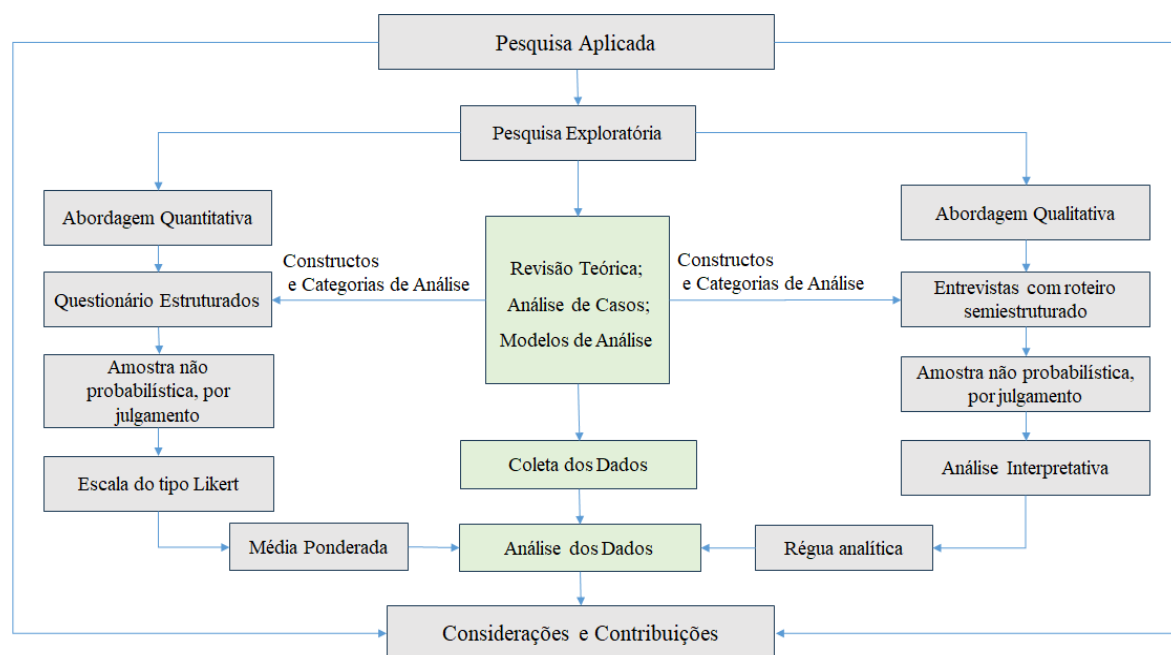 Pesquisa Aplicada
Pesquisa Exploratória
Abordagem Quantitativa
Abordagem Qualitativa
Constructos
e Categorias de Análise
Revisão Teórica;
Análise de Casos;
Modelos de Análise
Constructos
e Categorias de Análise
Questionário Estruturados
Entrevistas com roteiro
semiestruturado
Amostra não
probabilística, por
julgamento
Amostra não probabilística,
por julgamento
Coleta dos Dados
Escala do tipo Likert
Análise Interpretativa
Média Ponderada
Análise dos Dados
Régua analítica
Considerações e Contribuições